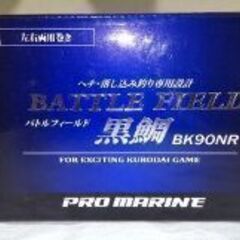 左右両用巻き
ヘチ・落し込み釣り専用設計
BATTLE FIELD
バトルフィールド
黒鯛
BK90NR
FOR EXCITING KURODAI GAME
PRO MARINE